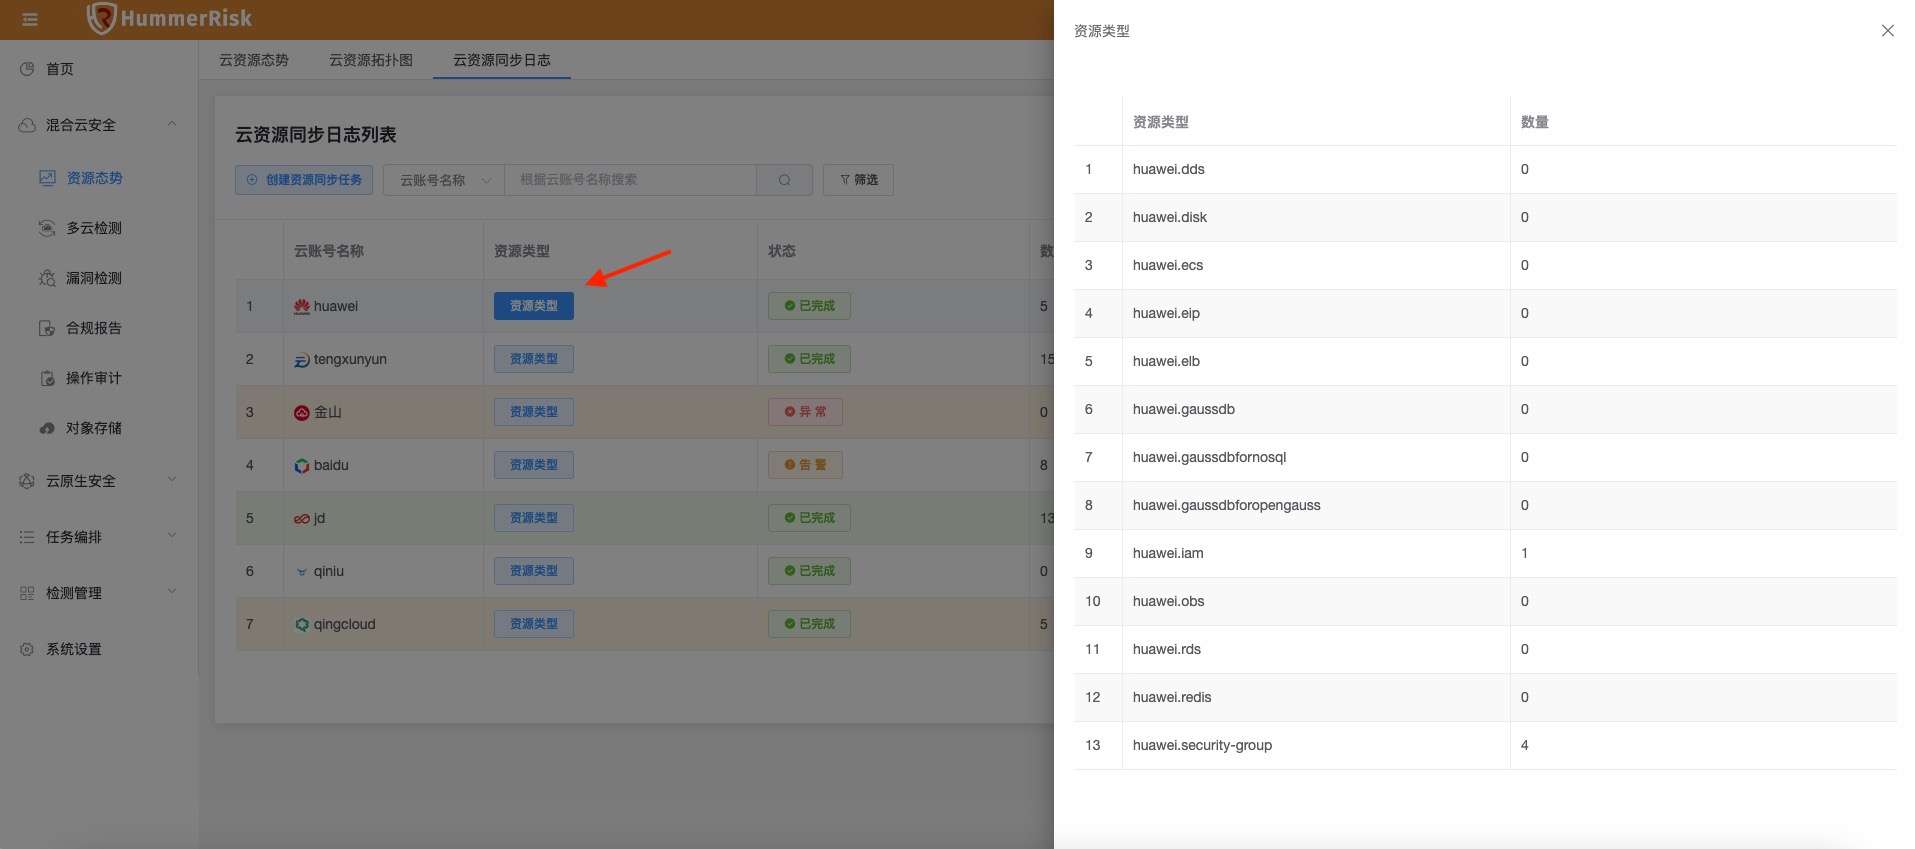 HummerRisk
首页
混合云安全
资源态势
多云检测
漏洞检测
合规报告
操作审计
对象存储
云原生安全
任务编排
检测管理
系统设置
云资源态势 云资源拓扑图 云资源同步日志
云资源同步日志列表
创建资源同步任务 云账号名称 根据云账号名称搜索 筛选
云账号名称 资源类型 状态 数
1 huawei 资源类型 已完成 5
2 tengxunyun 资源类型 已完成 15
3 金山 资源类型 异常 0
4 baidu 资源类型 告警 8
5 jd 资源类型 已完成 13
6 qiniu 资源类型 已完成 0
7 qingcloud 资源类型 已完成 5
资源类型
资源类型 数量
1 huawei.dds 0
2 huawei.disk 0
3 huawei.ecs 0
4 huawei.eip 0
5 huawei.elb 0
6 huawei.gaussdb 0
7 huawei.gaussdbfornosql 0
8 huawei.gaussdbforopengauss 0
9 huawei.iam 1
10 huawei.obs 0
11 huawei.rds 0
12 huawei.redis 0
13 huawei.security-group 4